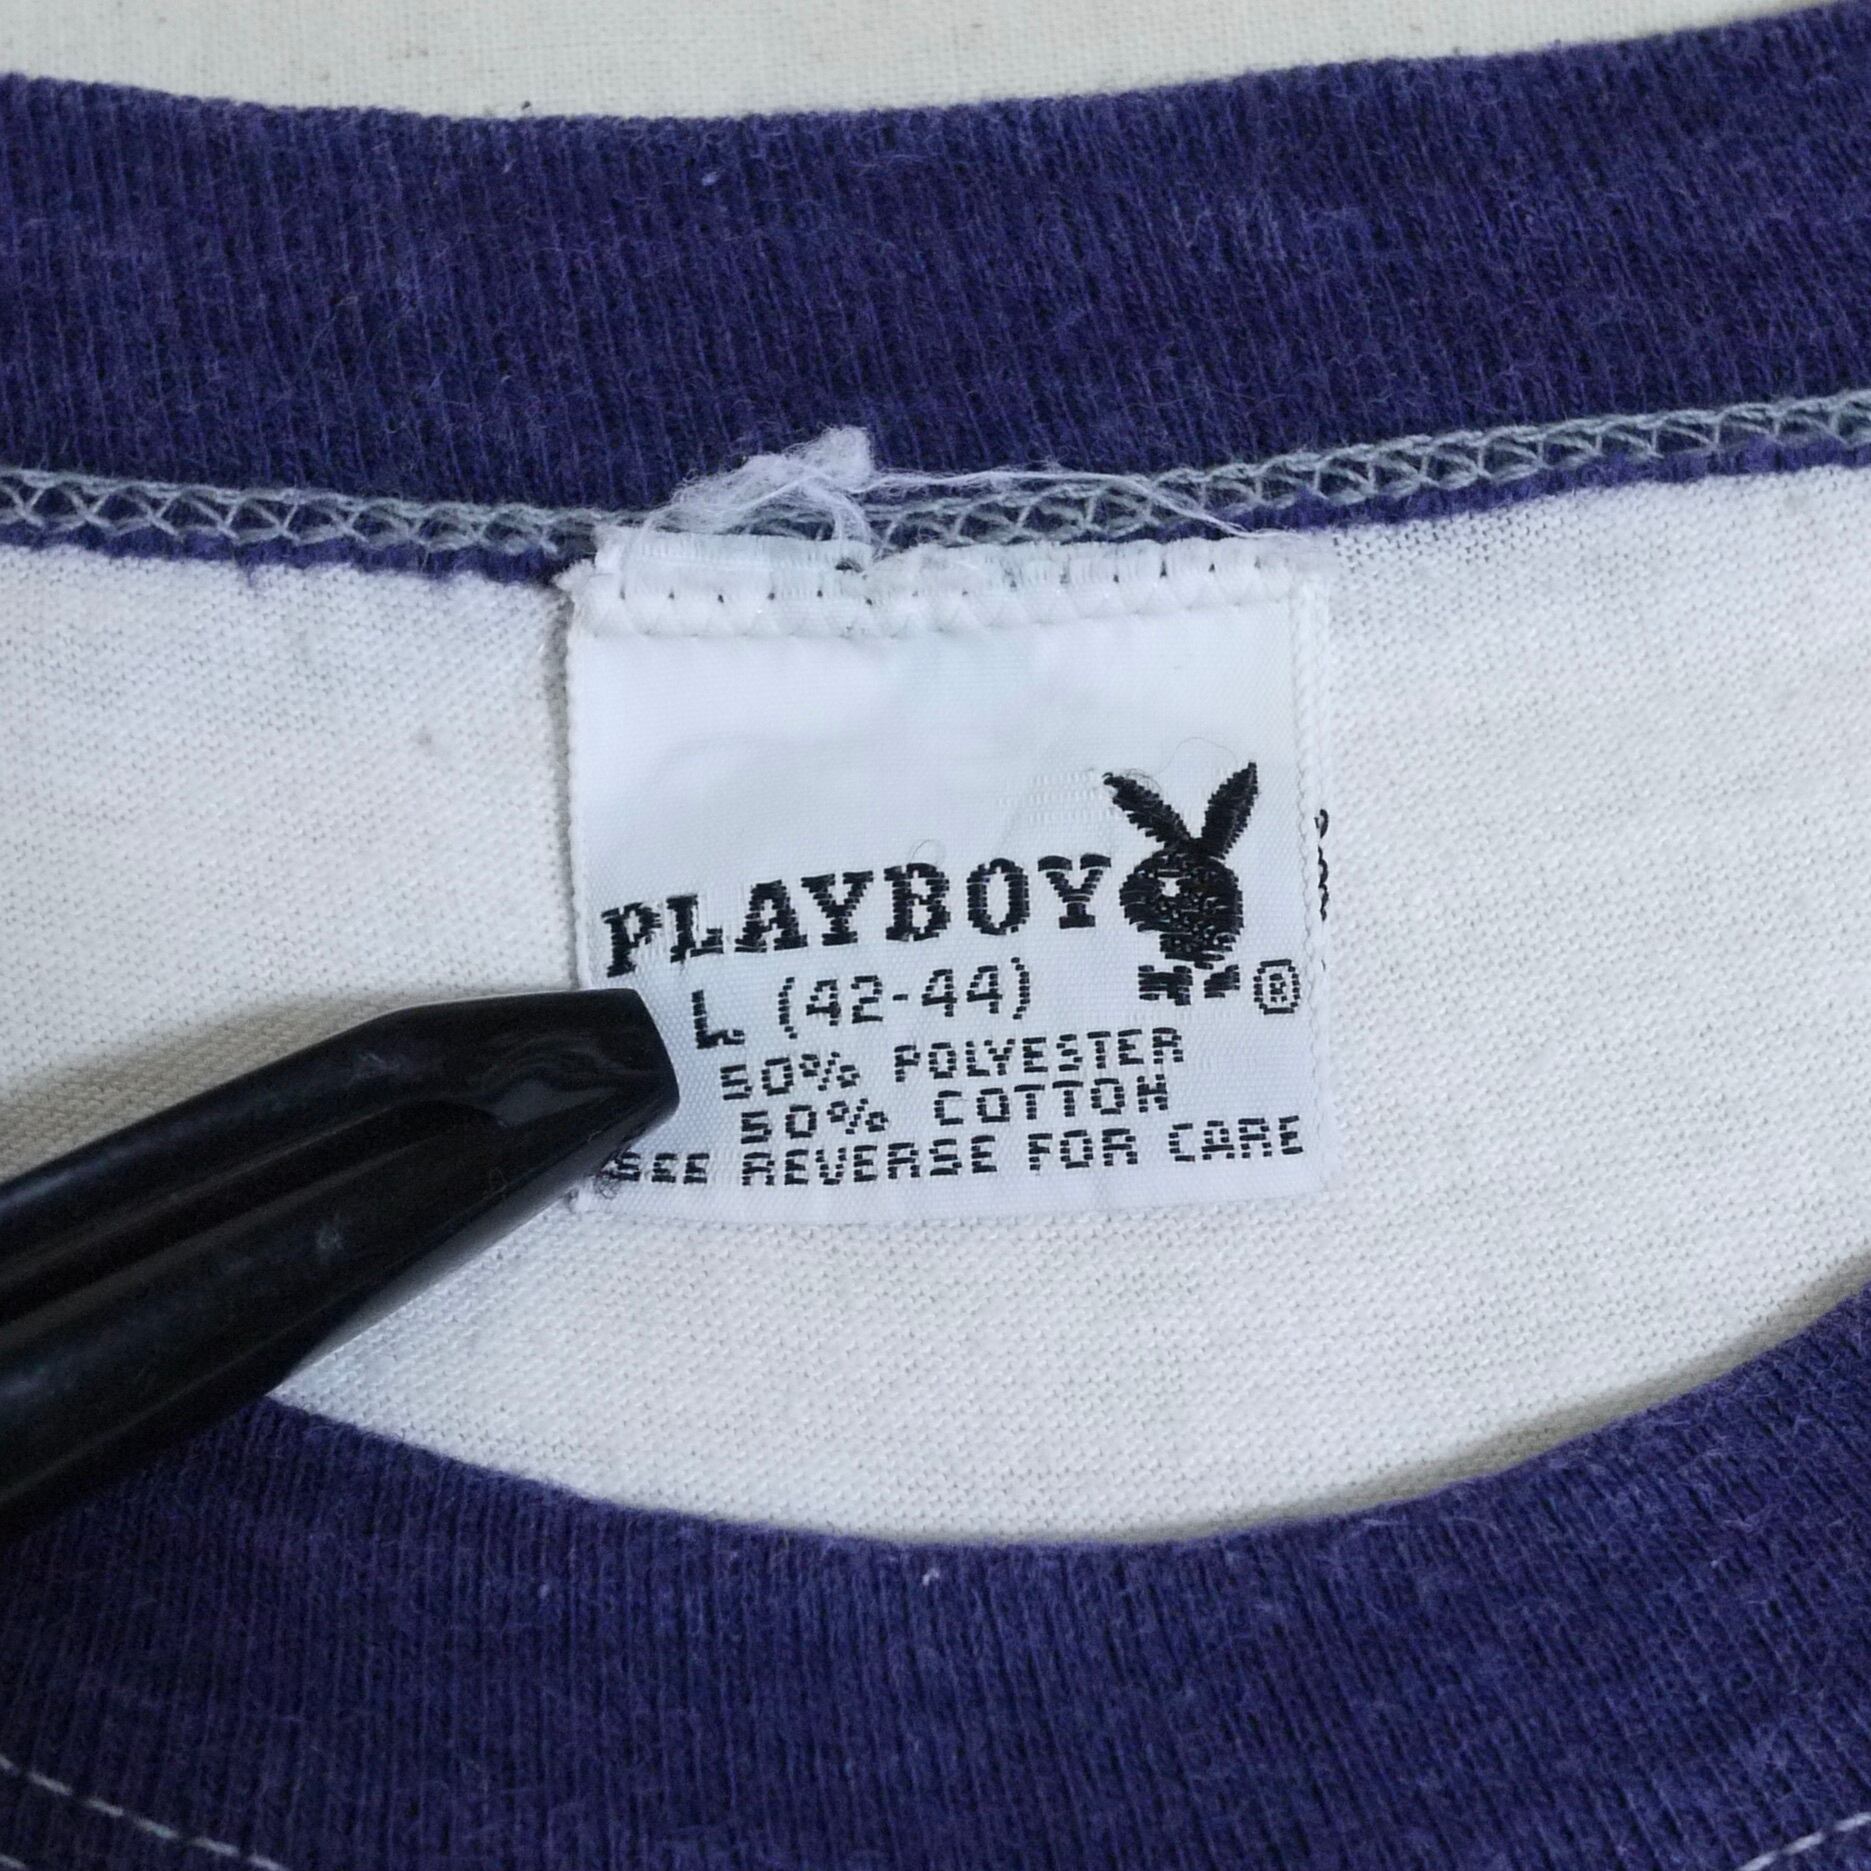 PLAYBOY
L (42-44) ®
50% POLYESTER
50% COTTON
SEE REVERSE FOR CARE